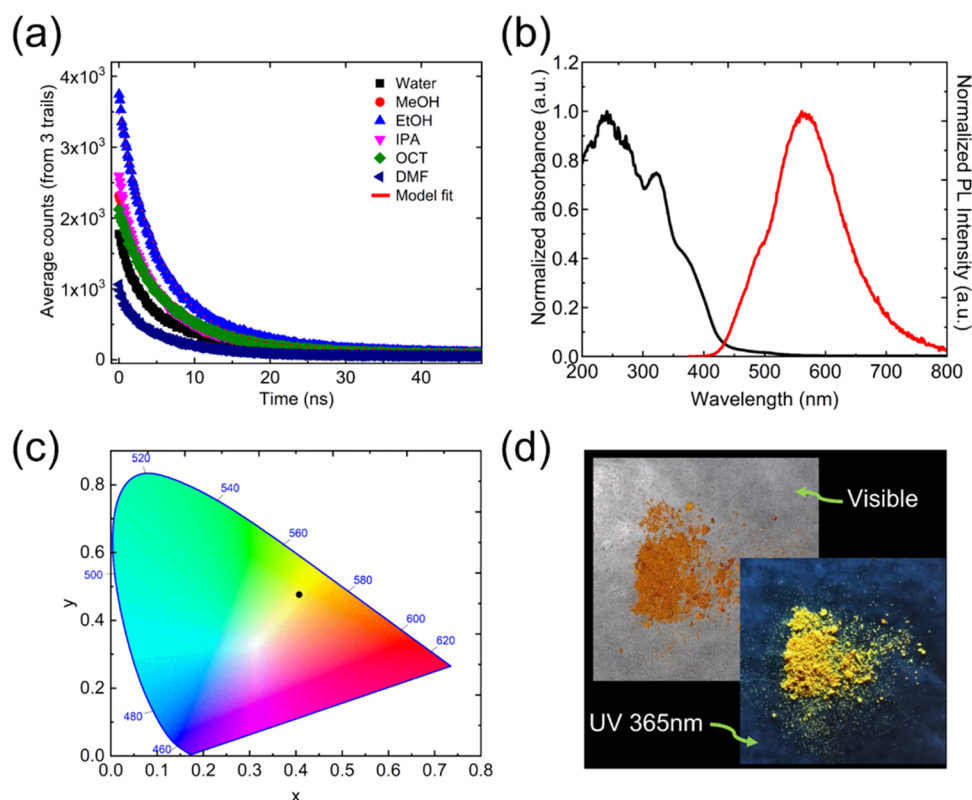 (a)
4x10³
3x10³
2x10³
1x10³
0
Average counts (from 3 trails)
Water
MeOH
EtOH
IPA
OCT
DMF
Model fit
0 10 20 30 40
Time (ns)
(b)
1.2
1.0
0.8
0.6
0.4
0.2
0.0
Normalized absorbance (a.u.)
Normalized PL Intensity (a.u.)
200 300 400 500 600 700 800
Wavelength (nm)
(c)
0.8
0.6
0.4
0.2
0.0
y
520
540
560
580
600
620
500
480
460
0.0 0.1 0.2 0.3 0.4 0.5 0.6 0.7 0.8
x
(d)
Visible
UV 365nm